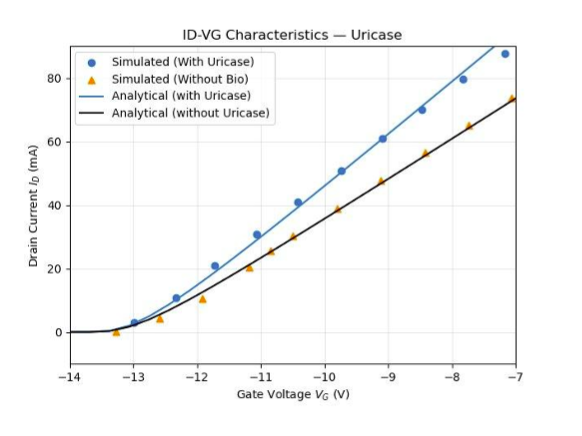 ID-VG Characteristics — Uricase
Simulated (With Uricase)
Simulated (Without Bio)
Analytical (with Uricase)
Analytical (without Uricase)
Drain Current I_D (mA)
80
60
40
20
0
−14 −13 −12 −11 −10 −9 −8 −7
Gate Voltage V_G (V)